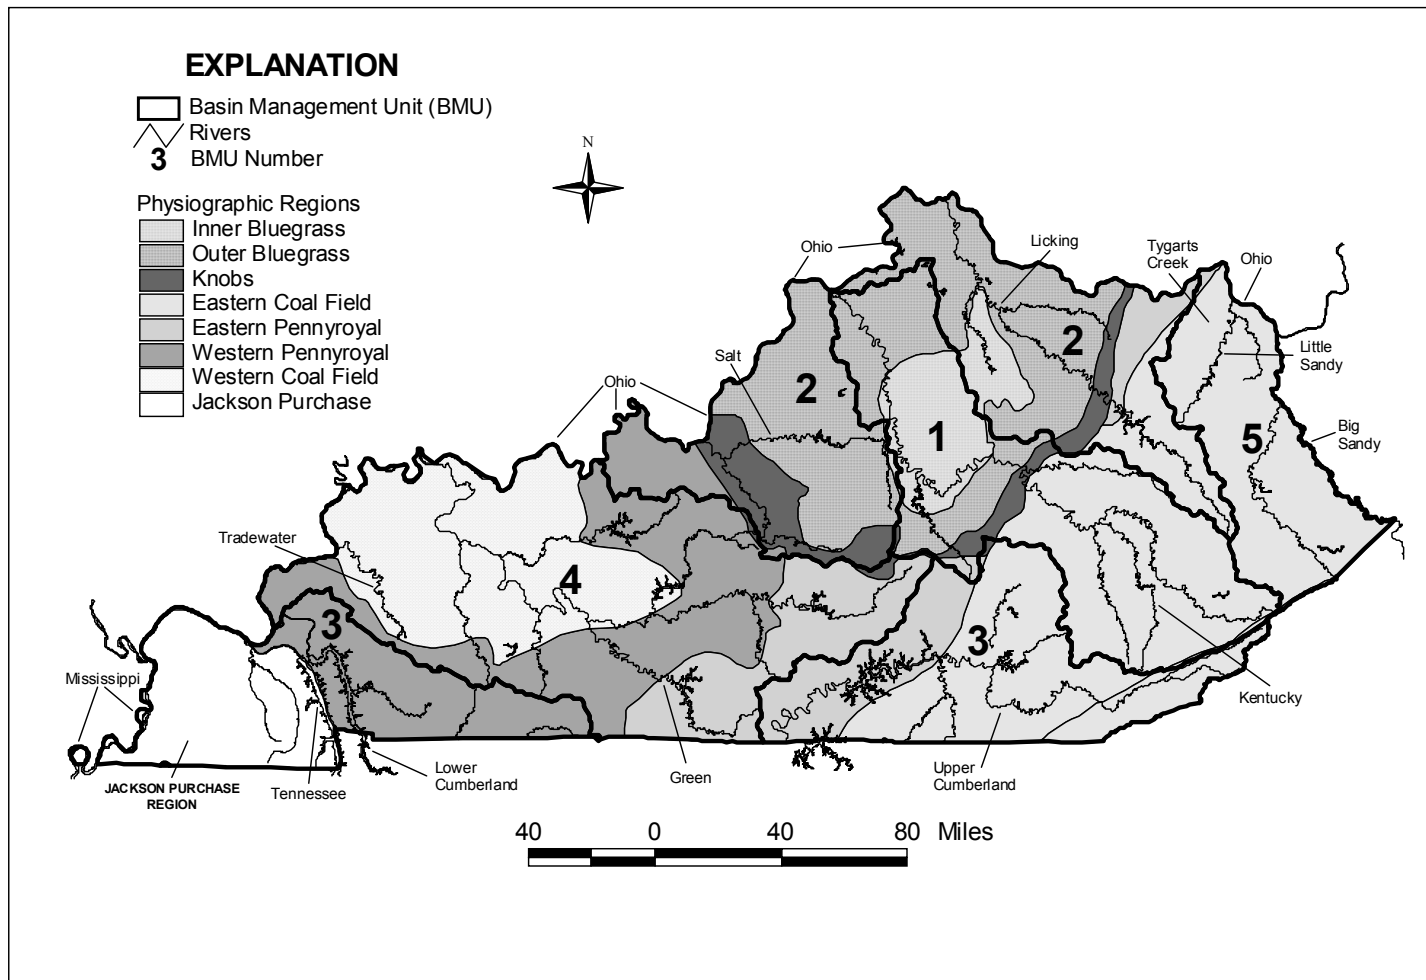 EXPLANATION
Basin Management Unit (BMU)
Rivers
3 BMU Number
Physiographic Regions
Inner Bluegrass
Outer Bluegrass
Knobs
Eastern Coal Field
Eastern Pennyroyal
Western Pennyroyal
Western Coal Field
Jackson Purchase
N
Ohio
Licking
Tygarts
Creek
Ohio
Little
Sandy
Salt
Ohio
2
2
1
5
Big
Sandy
Tradewater
4
3
3
Mississippi
Kentucky
JACKSON PURCHASE
REGION
Tennessee
Lower
Cumberland
Green
Upper
Cumberland
40 0 40 80 Miles